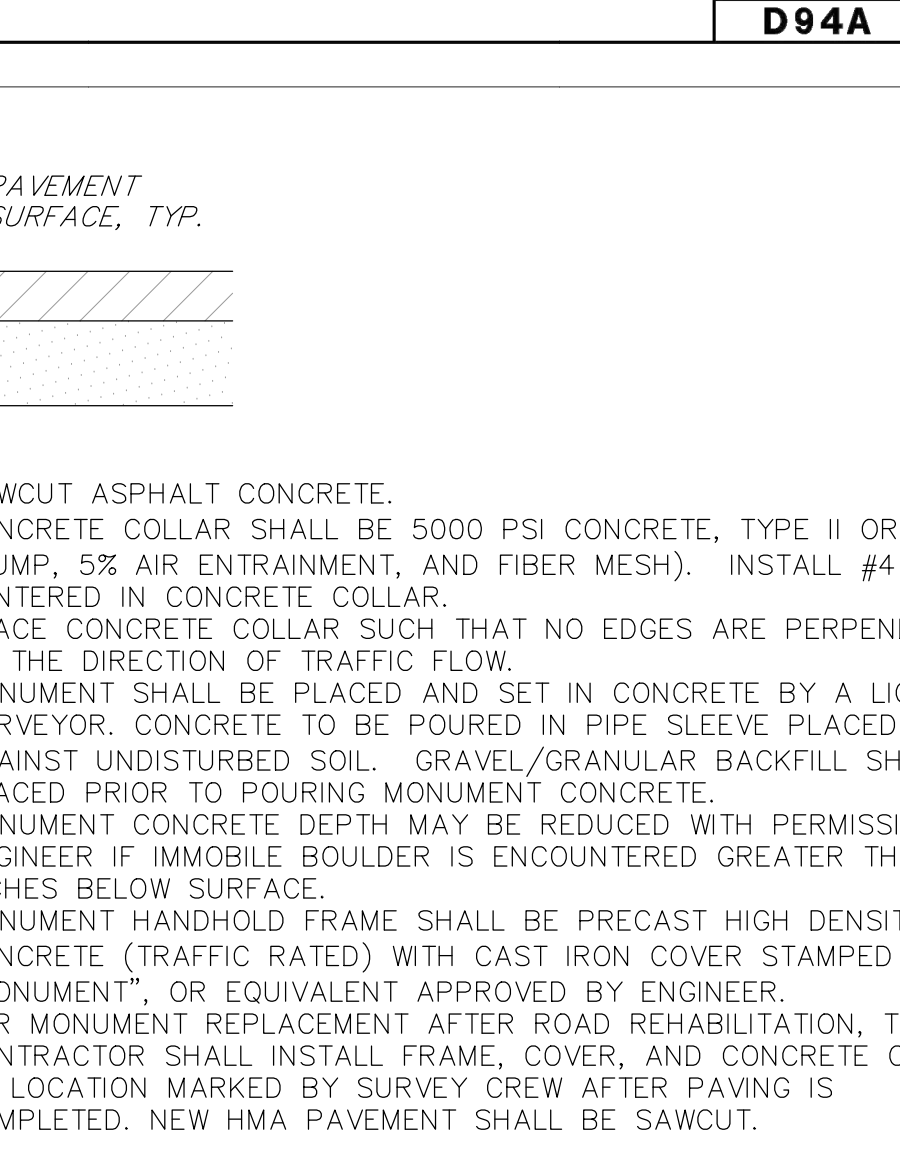 D94A
PAVEMENT
SURFACE, TYP.
WCUT ASPHALT CONCRETE.
NCRETE COLLAR SHALL BE 5000 PSI CONCRETE, TYPE II OR
UMP, 5% AIR ENTRAINMENT, AND FIBER MESH).  INSTALL #4
NTERED IN CONCRETE COLLAR.
ACE CONCRETE COLLAR SUCH THAT NO EDGES ARE PERPEN
THE DIRECTION OF TRAFFIC FLOW.
NUMENT SHALL BE PLACED AND SET IN CONCRETE BY A LIC
RVEYOR. CONCRETE TO BE POURED IN PIPE SLEEVE PLACED
AINST UNDISTURBED SOIL.  GRAVEL/GRANULAR BACKFILL SH
ACED PRIOR TO POURING MONUMENT CONCRETE.
NUMENT CONCRETE DEPTH MAY BE REDUCED WITH PERMISSI
GINEER IF IMMOBILE BOULDER IS ENCOUNTERED GREATER TH
CHES BELOW SURFACE.
NUMENT HANDHOLD FRAME SHALL BE PRECAST HIGH DENSIT
NCRETE (TRAFFIC RATED) WITH CAST IRON COVER STAMPED
ONUMENT”, OR EQUIVALENT APPROVED BY ENGINEER.
R MONUMENT REPLACEMENT AFTER ROAD REHABILITATION, T
NTRACTOR SHALL INSTALL FRAME, COVER, AND CONCRETE C
LOCATION MARKED BY SURVEY CREW AFTER PAVING IS
MPLETED. NEW HMA PAVEMENT SHALL BE SAWCUT.